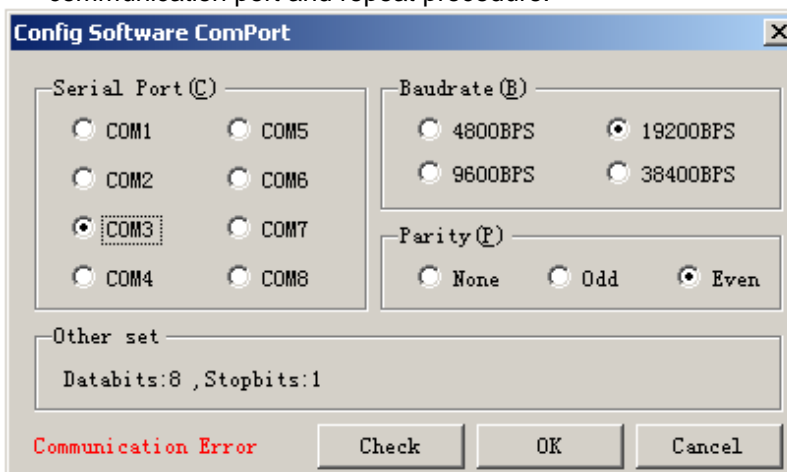 communication port and repeat procedure.
Config Software ComPort
Serial Port(C)
COM1 COM5
COM2 COM6
COM3 COM7
COM4 COM8
Baudrate(B)
4800BPS 19200BPS
9600BPS 38400BPS
Parity(P)
None Odd Even
Other set
Databits:8 ,Stopbits:1
Communication Error Check OK Cancel